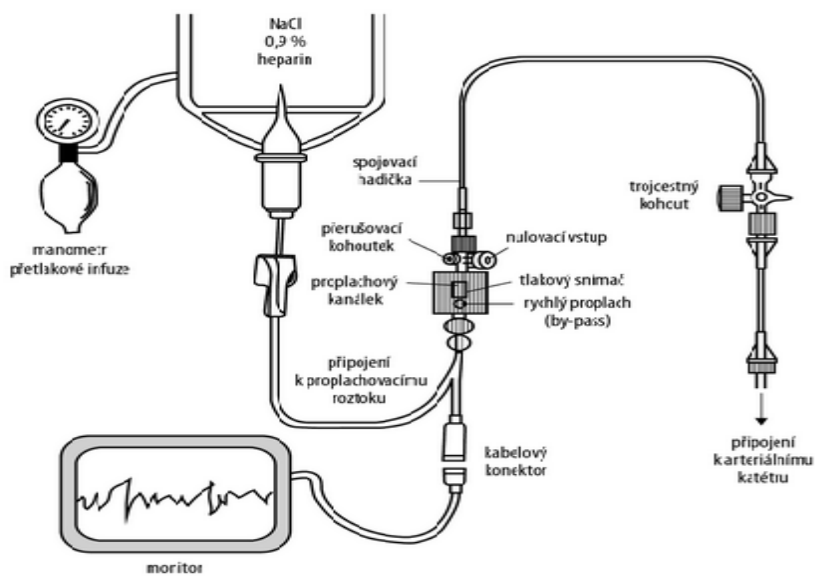 NaCl
0,9 %
heparin
spojovací
hadička
trojcestný
kohout
přerušovací
kohoutek
nulovací vstup
manometr
přetlakové infuze
proplachový
kanálek
tlakový snímač
rychlý proplach
(by-pass)
připojení
k proplachovacímu
roztoku
kabelový
konektor
připojení
k arteriálnímu
katétru
monitor